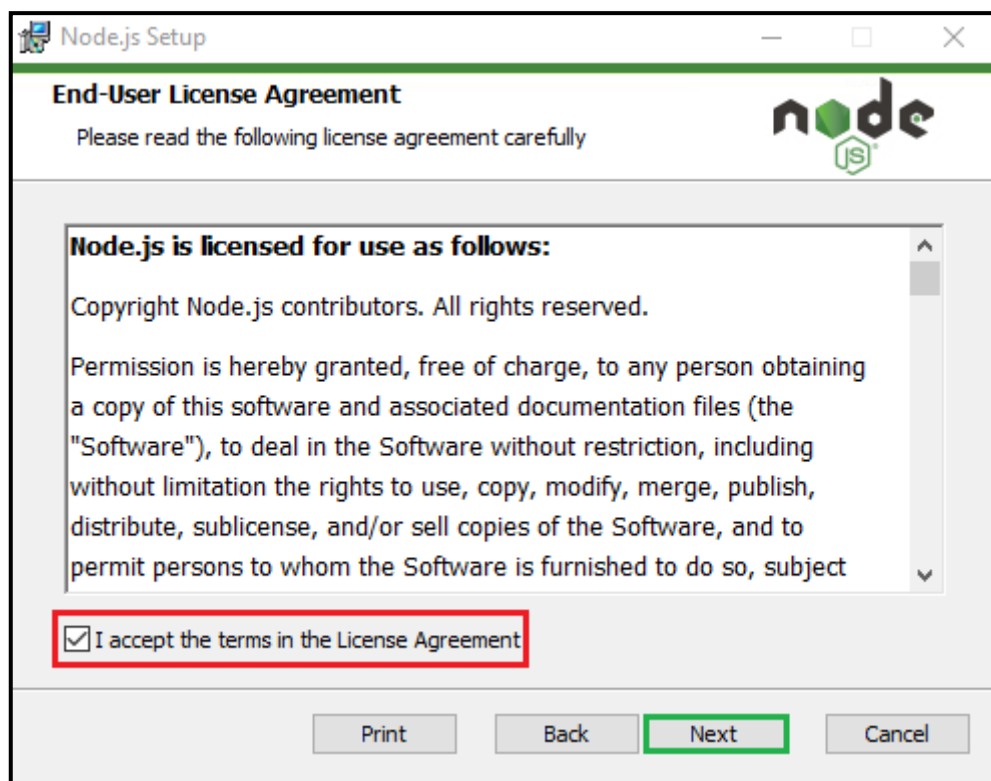 Node.js Setup
End-User License Agreement
Please read the following license agreement carefully
node
JS
Node.js is licensed for use as follows:
Copyright Node.js contributors. All rights reserved.
Permission is hereby granted, free of charge, to any person obtaining
a copy of this software and associated documentation files (the
"Software"), to deal in the Software without restriction, including
without limitation the rights to use, copy, modify, merge, publish,
distribute, sublicense, and/or sell copies of the Software, and to
permit persons to whom the Software is furnished to do so, subject
I accept the terms in the License Agreement
Print Back Next Cancel